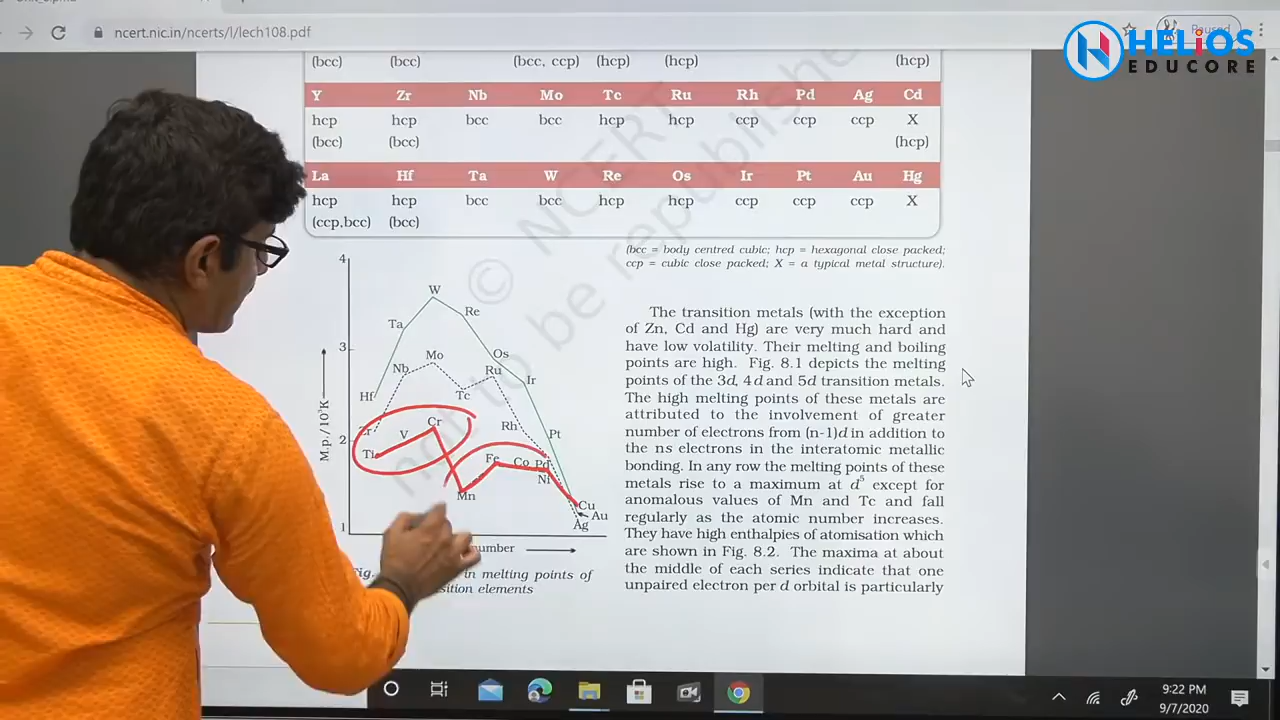 Paused
ncert.nic.in/ncerts/l/lech108.pdf
HELiOS
EDUCORE
(bcc) (bcc) (bcc, ccp) (hcp) (hcp) (hcp)
Y Zr Nb Mo Tc Ru Rh Pd Ag Cd
hcp hcp bcc bcc hcp hcp ccp ccp ccp X
(bcc) (bcc) (hcp)
La Hf Ta W Re Os Ir Pt Au Hg
hcp hcp bcc bcc hcp hcp ccp ccp ccp X
(ccp,bcc) (bcc)
(bcc = body centred cubic; hcp = hexagonal close packed;
ccp = cubic close packed; X = a typical metal structure).
© NCERT
not to be republished
4
W
Re
Ta
3
Mo
Os
Nb
Ru
Ir
Hf
Tc
M.p./10³K
Zr
V
Cr
Rh
Pt
2
Ti
Fe
Co
Pd
Ni
Mn
Cu
Au
Ag
1
number
in melting points of
elements
The transition metals (with the exception
of Zn, Cd and Hg) are very much hard and
have low volatility. Their melting and boiling
points are high. Fig. 8.1 depicts the melting
points of the 3d, 4d and 5d transition metals.
The high melting points of these metals are
attributed to the involvement of greater
number of electrons from (n-1)d in addition to
the ns electrons in the interatomic metallic
bonding. In any row the melting points of these
metals rise to a maximum at d⁵ except for
anomalous values of Mn and Tc and fall
regularly as the atomic number increases.
They have high enthalpies of atomisation which
are shown in Fig. 8.2. The maxima at about
the middle of each series indicate that one
unpaired electron per d orbital is particularly
9:22 PM
9/7/2020